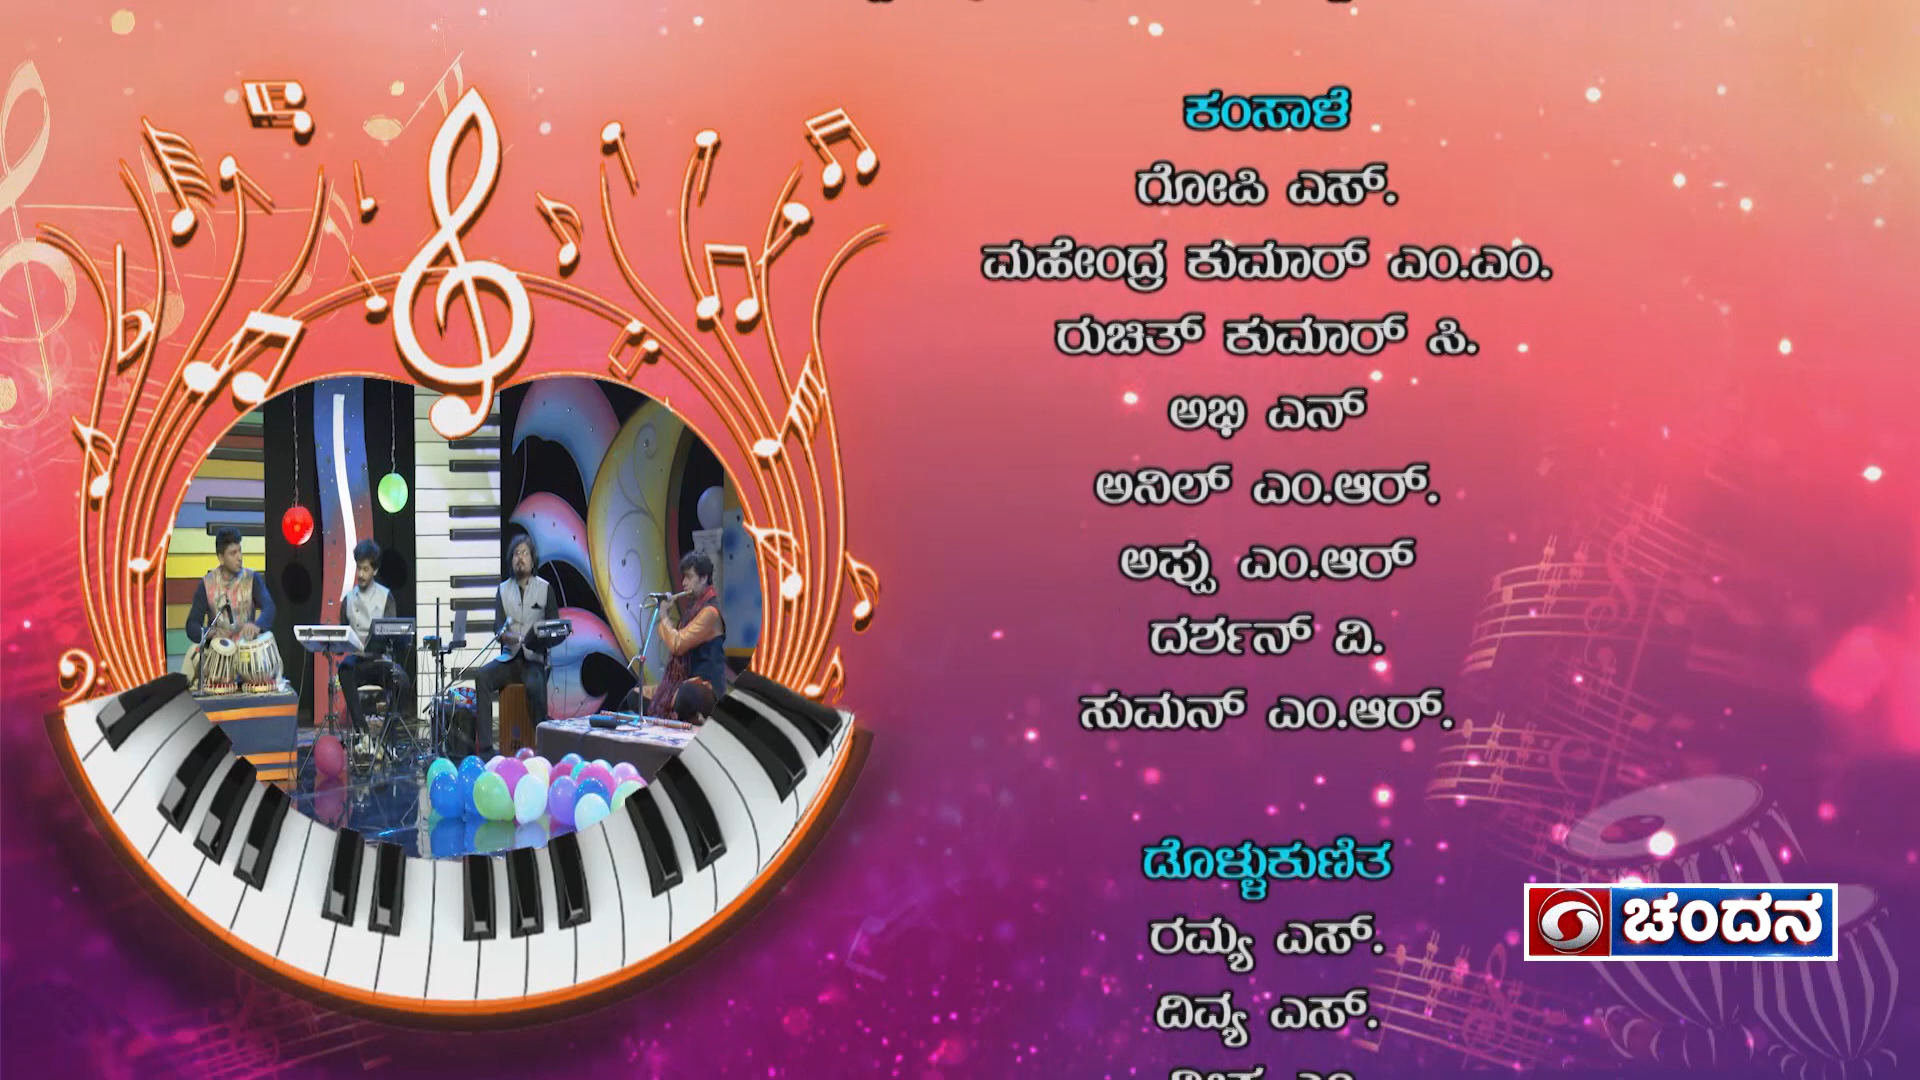 ಕಂಸಾಳೆ
ಗೋಪಿ ಎಸ್.
ಮಹೇಂದ್ರ ಕುಮಾರ್ ಎಂ.ಎಂ.
ರುಚಿತ್ ಕುಮಾರ್ ಸಿ.
ಅಭಿ ಎನ್
ಅನಿಲ್ ಎಂ.ಆರ್.
ಅಪ್ಪು ಎಂ.ಆರ್
ದರ್ಶನ್ ವಿ.
ಸುಮನ್ ಎಂ.ಆರ್.
ಡೊಳ್ಳುಕುಣಿತ
ರಮ್ಯ ಎಸ್.
ದಿವ್ಯ ಎಸ್.
ಚಂದನ